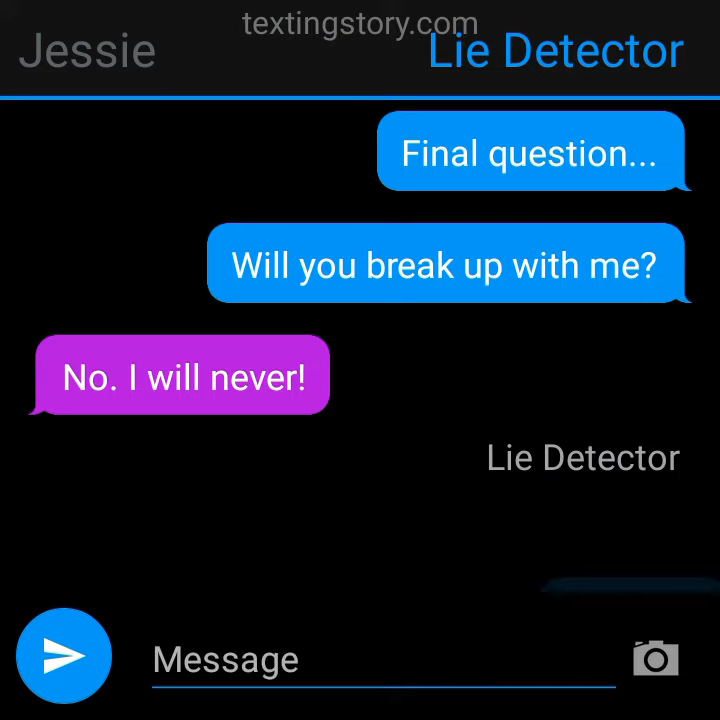 textingstory.com
Jessie
Lie Detector
Final question...
Will you break up with me?
No. I will never!
Lie Detector
Message